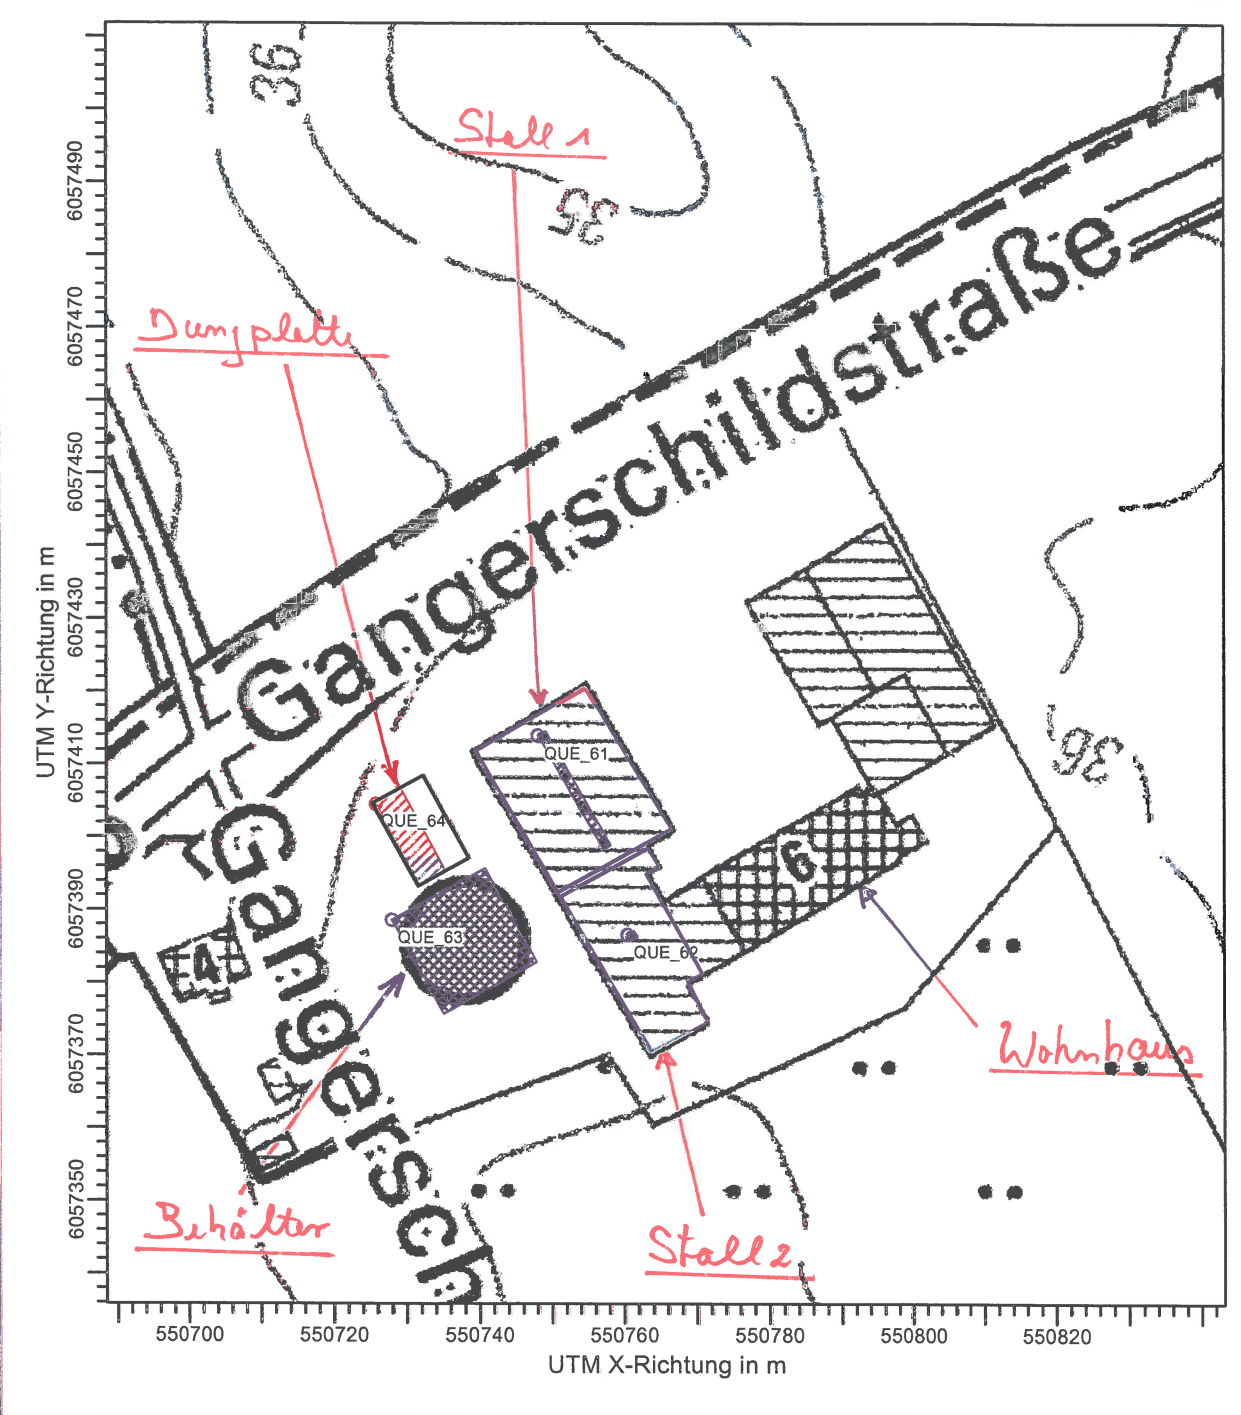 36
Stall 1
35
Dungplatte
Gangerschildstraße
36
QUE_61
QUE_64
6
QUE_63
QUE_62
4
Gangersch
Wohnhaus
Behälter
Stall 2
UTM Y-Richtung in m
6057490
6057470
6057450
6057430
6057410
6057390
6057370
6057350
550700 550720 550740 550760 550780 550800 550820
UTM X-Richtung in m